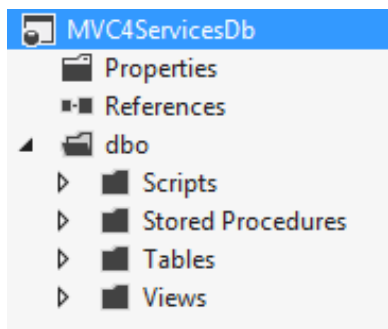 MVC4ServicesDb
Properties
References
dbo
Scripts
Stored Procedures
Tables
Views